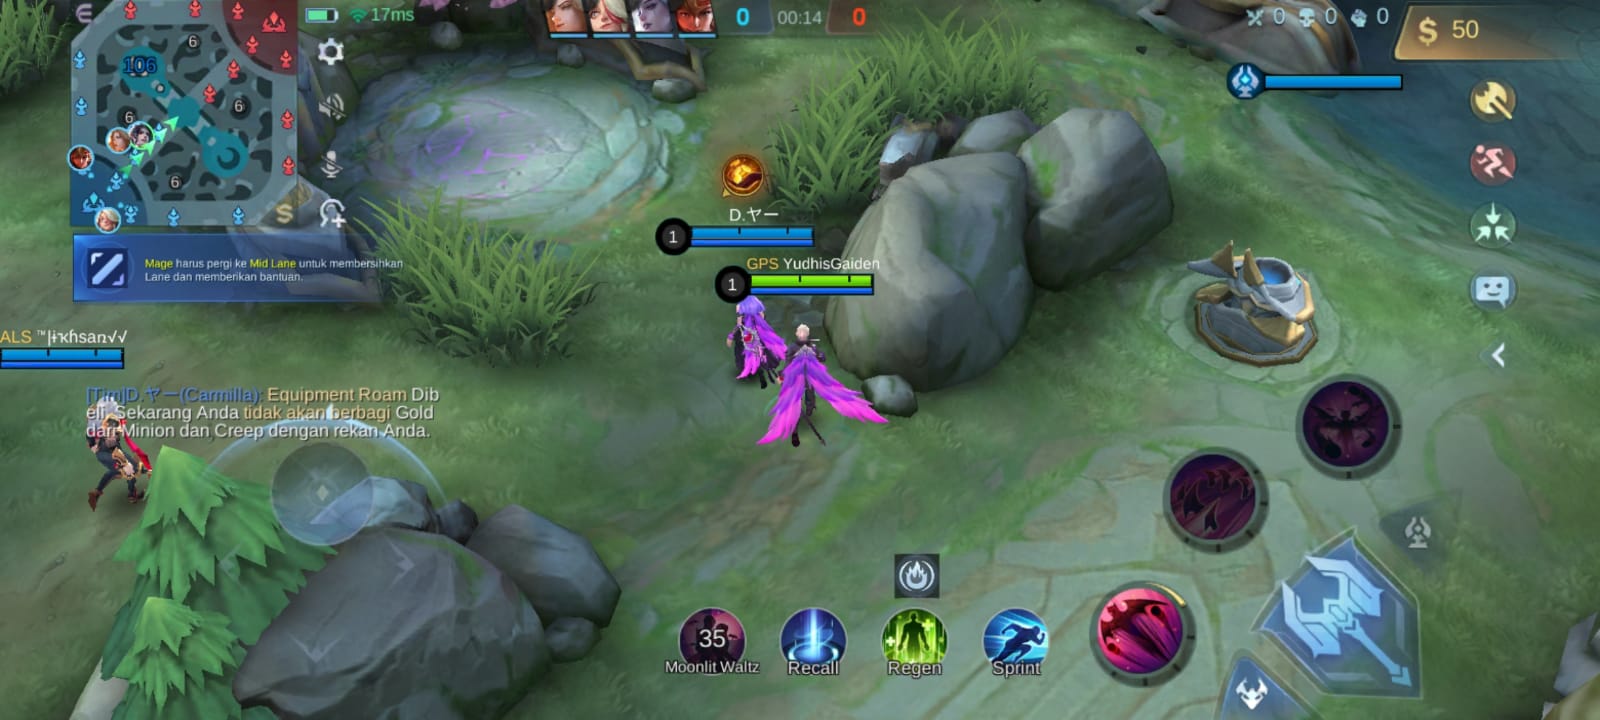 17ms
0 00:14 0
0 0 0
$ 50
6
106
6
6
6
$
Mage harus pergi ke Mid Lane untuk membersihkan
Lane dan memberikan bantuan.
D.ヤー
1
GPS YudhisGaiden
1
[Tim]D.ヤー(Carmilla): Equipment Roam Dib
eli. Sekarang Anda tidak akan berbagi Gold
dari Minion dan Creep dengan rekan Anda.
35
Moonlit Waltz
Recall
Regen
Sprint